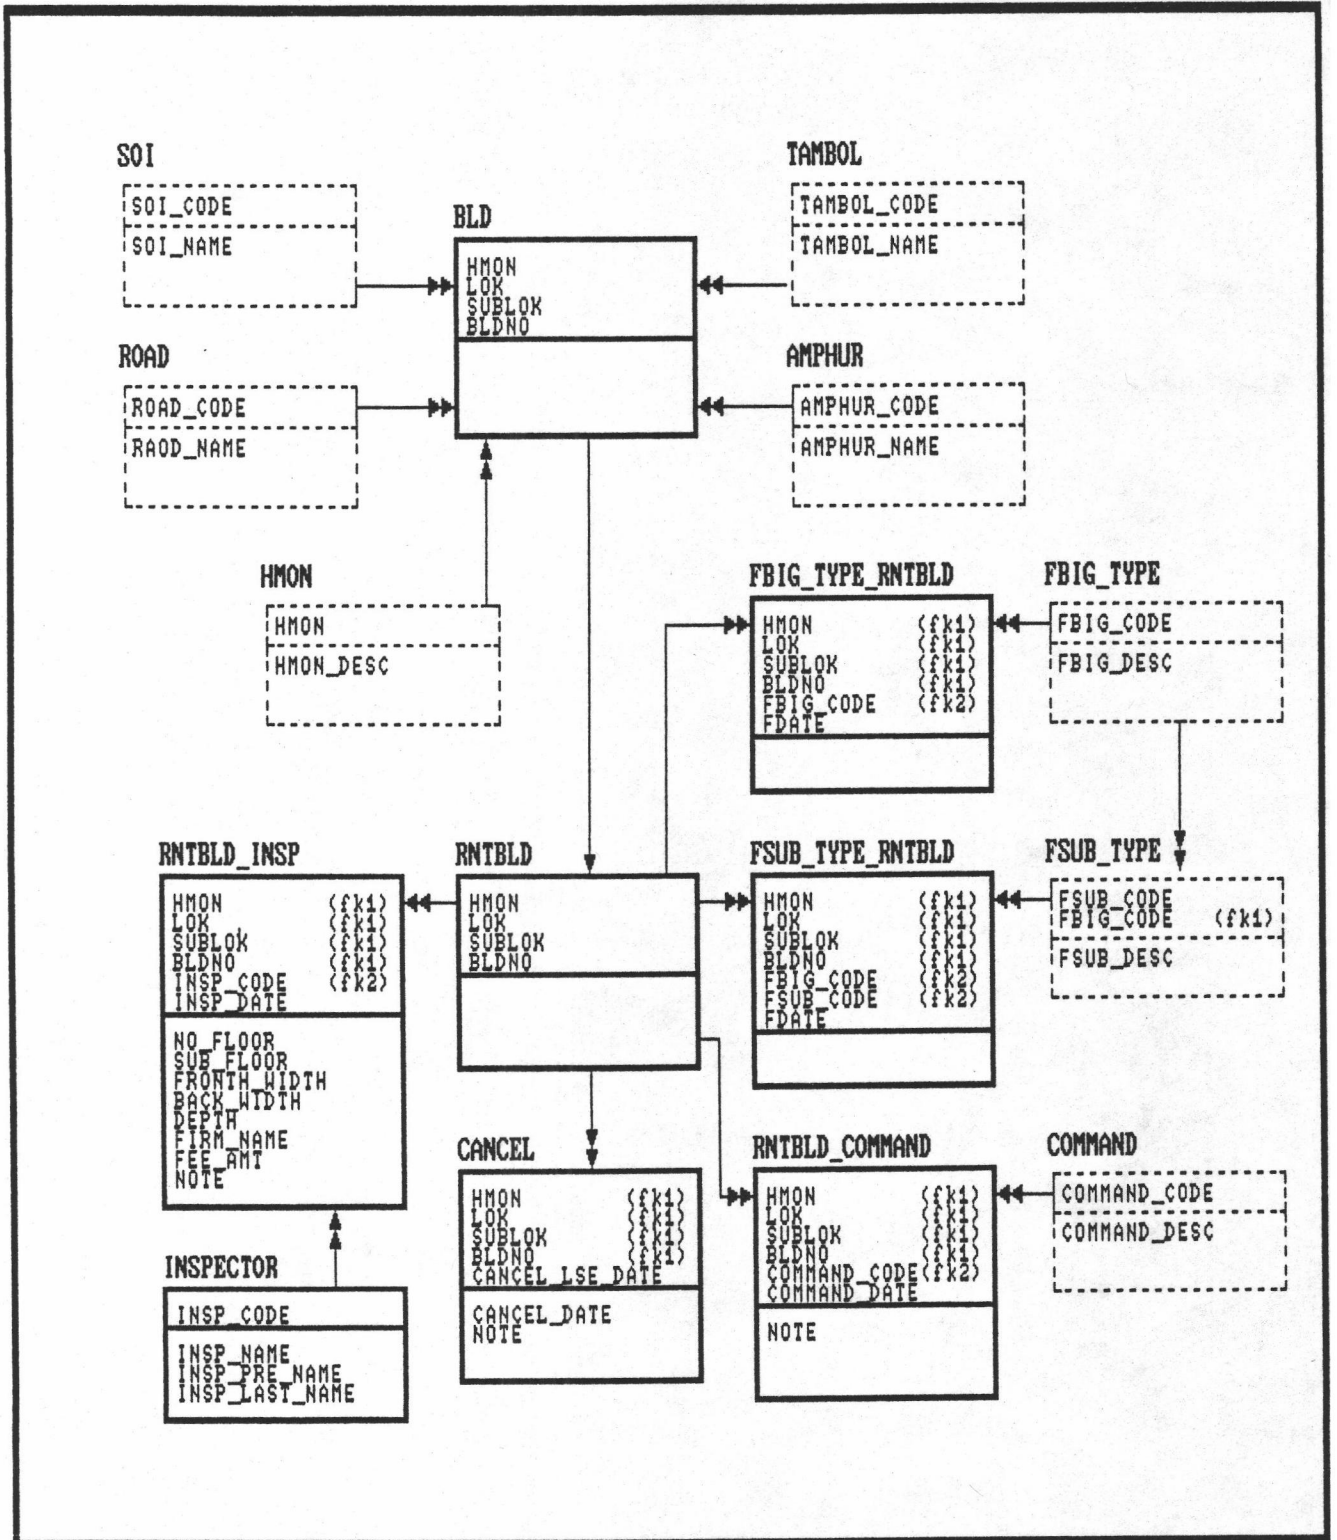 SOI
SOI_CODE
SOI_NAME
TAMBOL
TAMBOL_CODE
TAMBOL_NAME
BLD
HMON
LOK
SUBLOK
BLDNO
ROAD
ROAD_CODE
RAOD_NAME
AMPHUR
AMPHUR_CODE
AMPHUR_NAME
HMON
HMON
HMON_DESC
FBIG_TYPE_RNTBLD
HMON (fk1)
LOK (fk1)
SUBLOK (fk1)
BLDNO (fk1)
FBIG_CODE (fk2)
FDATE
FBIG_TYPE
FBIG_CODE
FBIG_DESC
RNTBLD_INSP
HMON (fk1)
LOK (fk1)
SUBLOK (fk1)
BLDNO (fk1)
INSP_CODE (fk2)
INSP_DATE
NO_FLOOR
SUB_FLOOR
FRONTH_WIDTH
BACK_WIDTH
DEPTH
FIRM_NAME
FEE_AMT
NOTE
RNTBLD
HMON
LOK
SUBLOK
BLDNO
FSUB_TYPE_RNTBLD
HMON (fk1)
LOK (fk1)
SUBLOK (fk1)
BLDNO (fk1)
FBIG_CODE (fk2)
FSUB_CODE (fk2)
FDATE
FSUB_TYPE
FSUB_CODE
FBIG_CODE (fk1)
FSUB_DESC
CANCEL
HMON (fk1)
LOK (fk1)
SUBLOK (fk1)
BLDNO (fk1)
CANCEL_LSE_DATE
CANCEL_DATE
NOTE
RNTBLD_COMMAND
HMON (fk1)
LOK (fk1)
SUBLOK (fk1)
BLDNO (fk1)
COMMAND_CODE(fk2)
COMMAND_DATE
NOTE
COMMAND
COMMAND_CODE
COMMAND_DESC
INSPECTOR
INSP_CODE
INSP_NAME
INSP_PRE_NAME
INSP_LAST_NAME